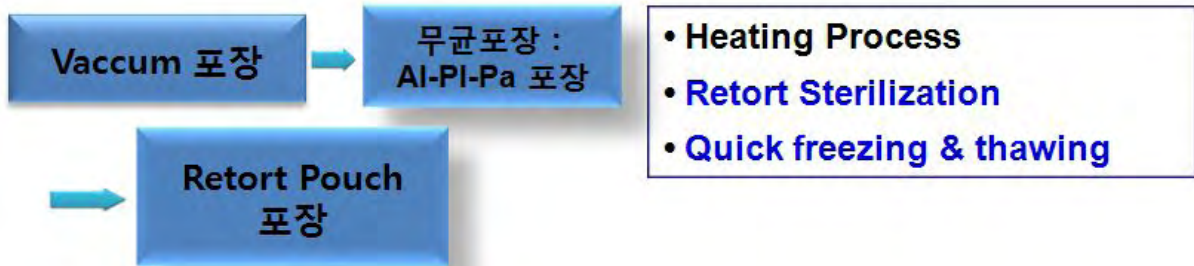 Vaccum 포장
무균포장 :
Al-Pl-Pa 포장
Retort Pouch
포장
• Heating Process
• Retort Sterilization
• Quick freezing & thawing